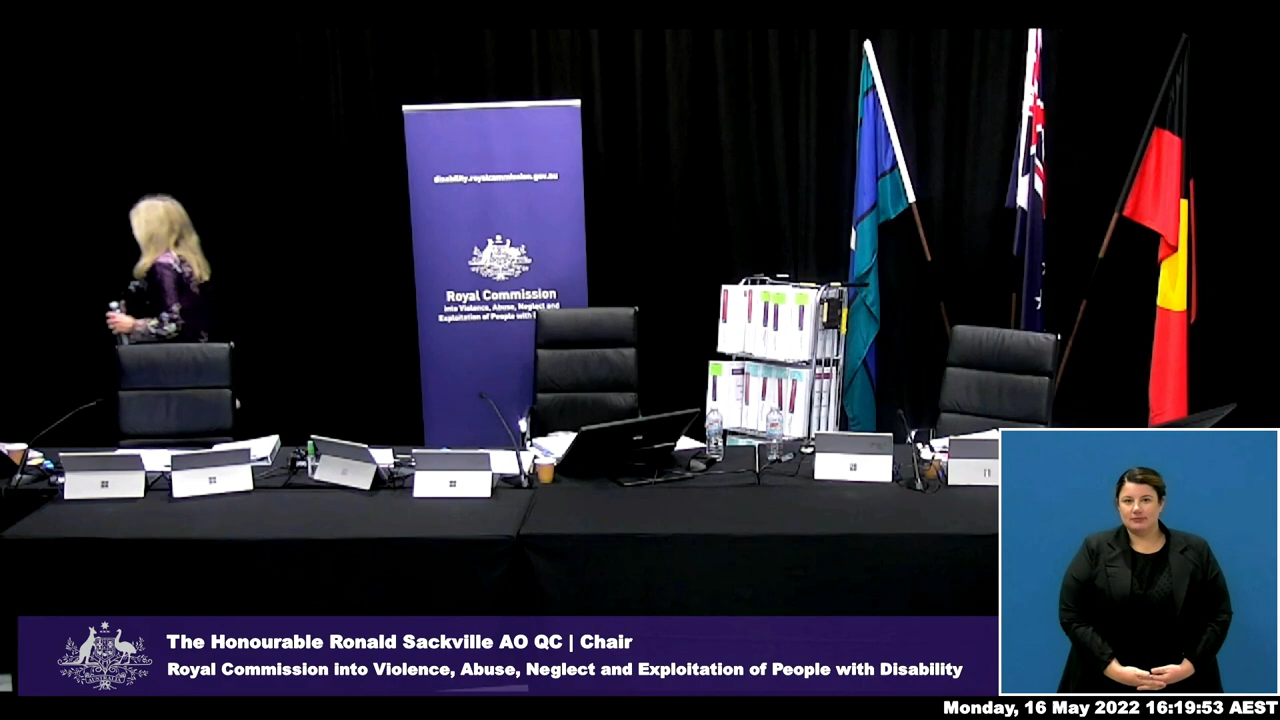 disability.royalcommission.gov.au
Royal Commission
into Violence, Abuse, Neglect and
Exploitation of People with
The Honourable Ronald Sackville AO QC | Chair
Royal Commission into Violence, Abuse, Neglect and Exploitation of People with Disability
Monday, 16 May 2022 16:19:53 AEST